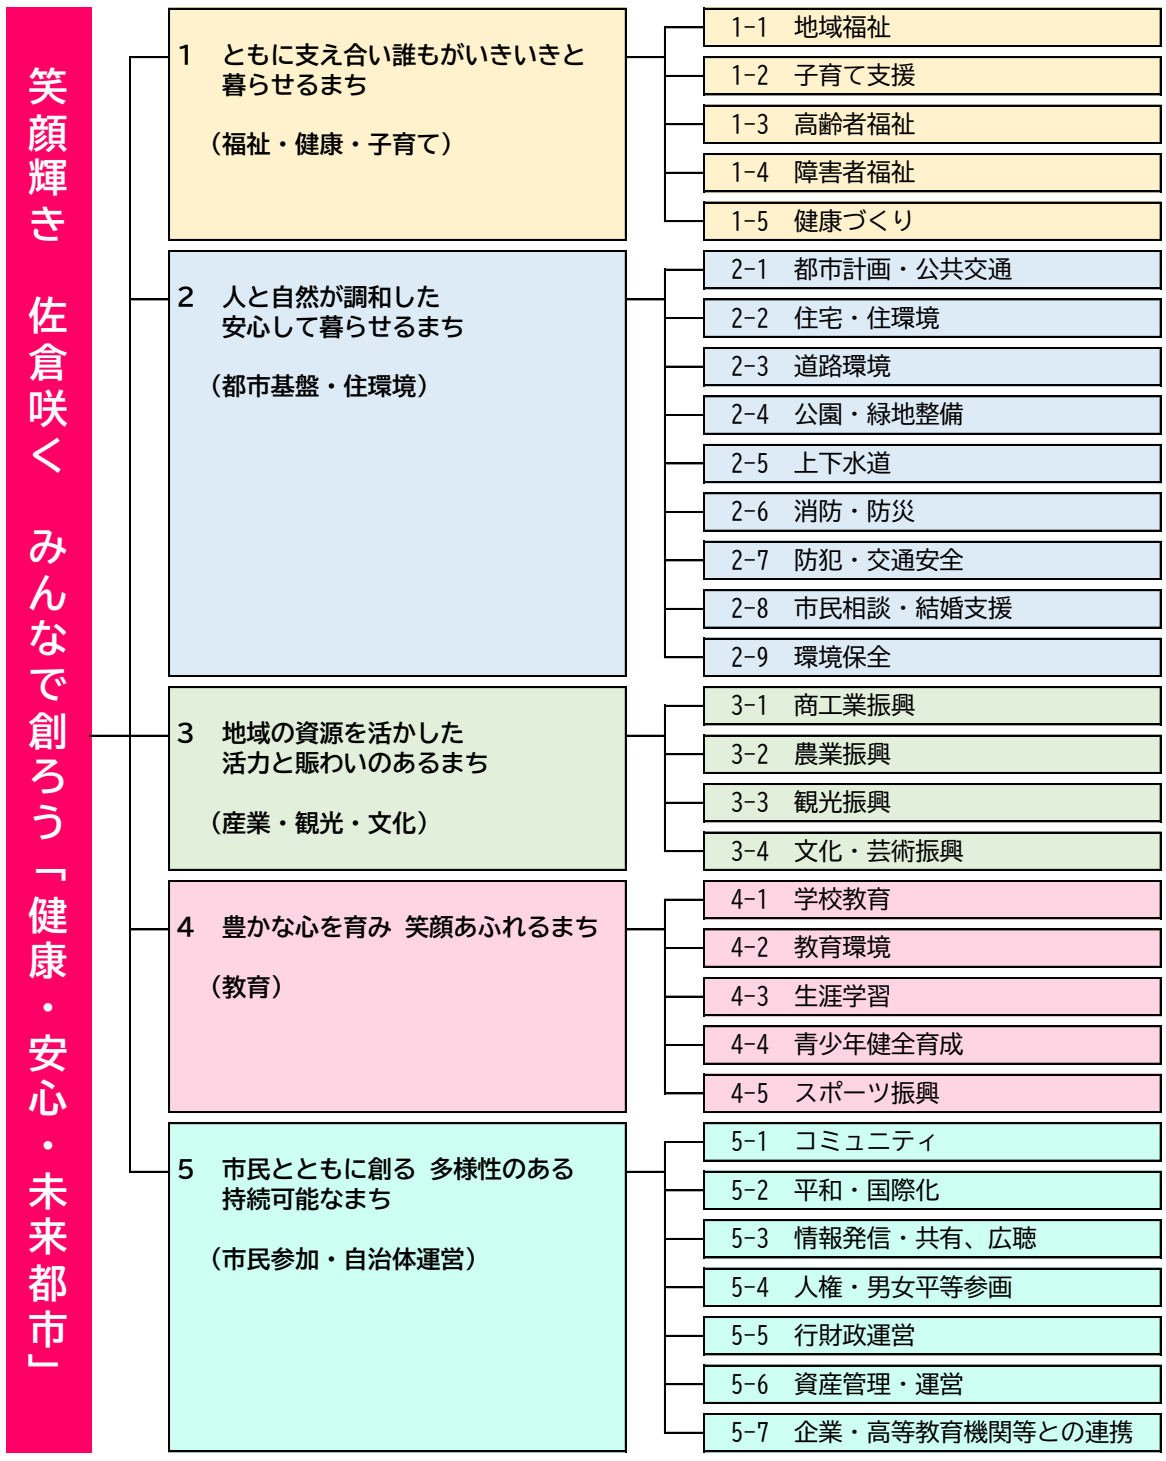 笑顔輝き　佐倉咲く　みんなで創ろう「健康・安心・未来都市」
1　ともに支え合い誰もがいきいきと
暮らせるまち
（福祉・健康・子育て）
1-1　地域福祉
1-2　子育て支援
1-3　高齢者福祉
1-4　障害者福祉
1-5　健康づくり
2　人と自然が調和した
安心して暮らせるまち
（都市基盤・住環境）
2-1　都市計画・公共交通
2-2　住宅・住環境
2-3　道路環境
2-4　公園・緑地整備
2-5　上下水道
2-6　消防・防災
2-7　防犯・交通安全
2-8　市民相談・結婚支援
2-9　環境保全
3　地域の資源を活かした
活力と賑わいのあるまち
（産業・観光・文化）
3-1　商工業振興
3-2　農業振興
3-3　観光振興
3-4　文化・芸術振興
4　豊かな心を育み 笑顔あふれるまち
（教育）
4-1　学校教育
4-2　教育環境
4-3　生涯学習
4-4　青少年健全育成
4-5　スポーツ振興
5　市民とともに創る 多様性のある
持続可能なまち
（市民参加・自治体運営）
5-1　コミュニティ
5-2　平和・国際化
5-3　情報発信・共有、広聴
5-4　人権・男女平等参画
5-5　行財政運営
5-6　資産管理・運営
5-7　企業・高等教育機関等との連携